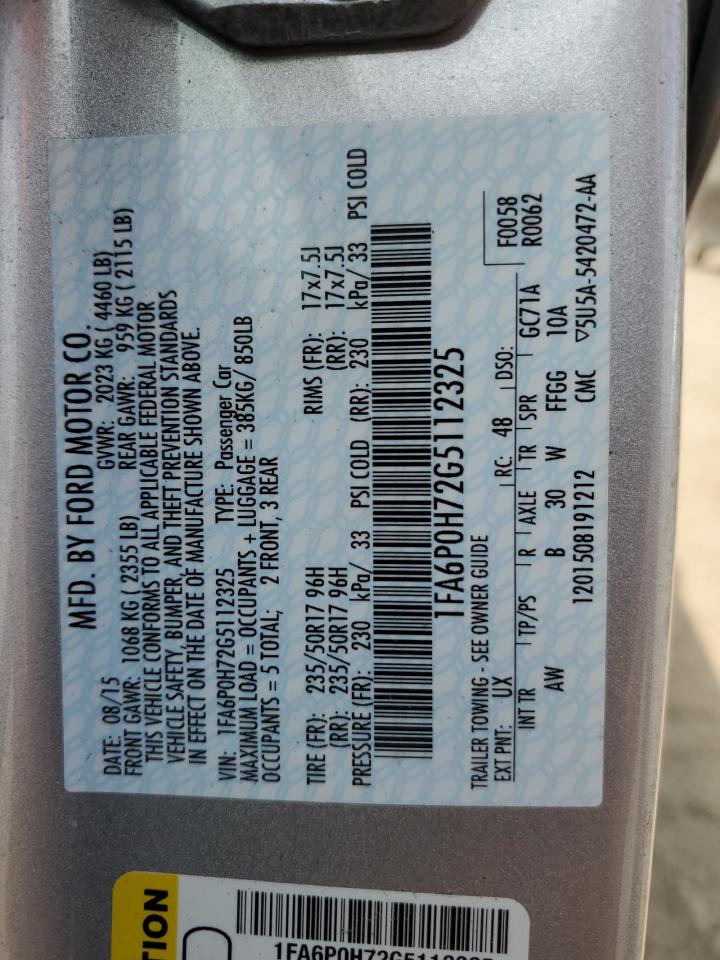 MFD. BY FORD MOTOR CO.
DATE: 08/15 GVWR: 2023 KG ( 4460 LB)
FRONT GAWR: 1068 KG ( 2355 LB) REAR GAWR: 959 KG ( 2115 LB)
THIS VEHICLE CONFORMS TO ALL APPLICABLE FEDERAL MOTOR
VEHICLE SAFETY, BUMPER, AND THEFT PREVENTION STANDARDS
IN EFFECT ON THE DATE OF MANUFACTURE SHOWN ABOVE.
VIN: 1FA6P0H72G5112325 TYPE: Passenger Car
MAXIMUM LOAD = OCCUPANTS + LUGGAGE = 385KG/ 850LB
OCCUPANTS = 5 TOTAL; 2 FRONT, 3 REAR
TIRE (FR): 235/50R17 96H RIMS (FR): 17x7.5J
(RR): 235/50R17 96H (RR): 17x7.5J
PRESSURE (FR): 230 kPa/ 33 PSI COLD (RR): 230 kPa/ 33 PSI COLD
1FA6P0H72G5112325
TRAILER TOWING - SEE OWNER GUIDE F0058
EXT PNT: UX RC: 48 DSO: R0062
INT TR TP/PS R AXLE TR SPR GC71A
AW B 30 W FFGG 10A
1201508191212 CMC ▽5U5A-5420472-AA
TION